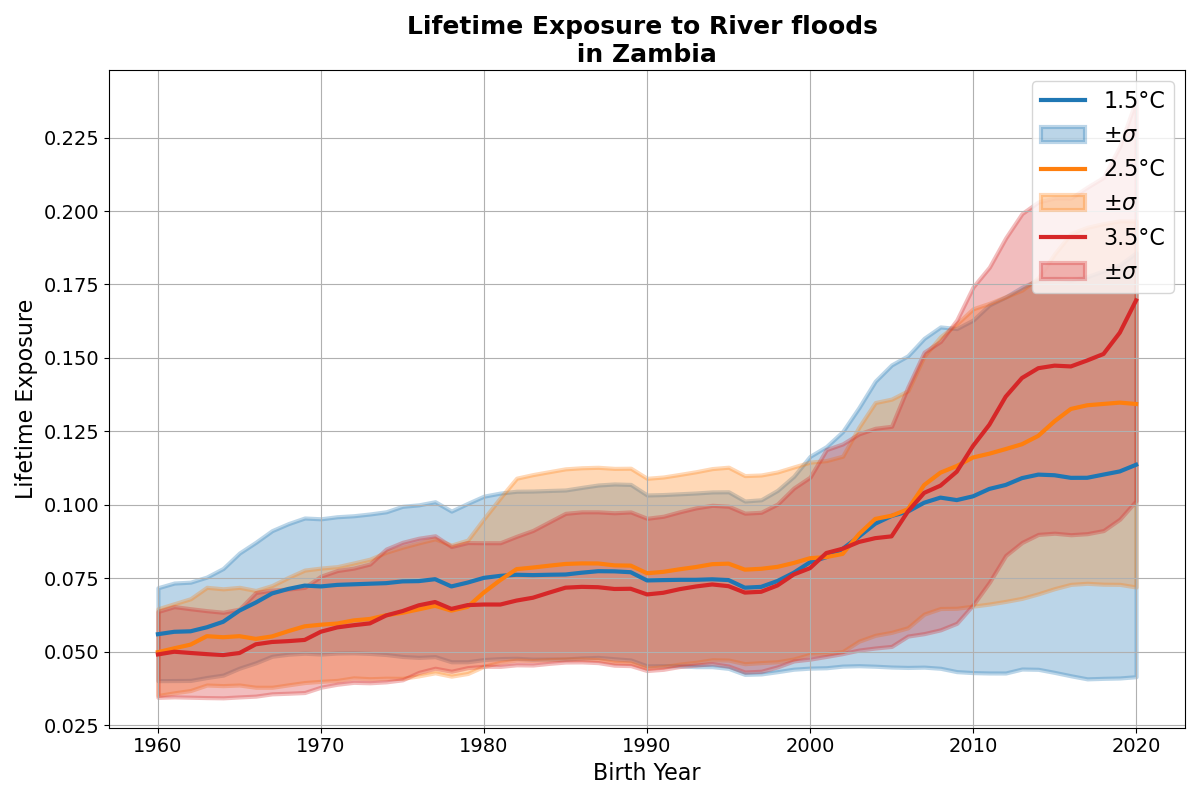 Lifetime Exposure to River floods
in Zambia
Lifetime Exposure
0.225
0.200
0.175
0.150
0.125
0.100
0.075
0.050
0.025
1.5°C
±σ
2.5°C
±σ
3.5°C
±σ
1960 1970 1980 1990 2000 2010 2020
Birth Year